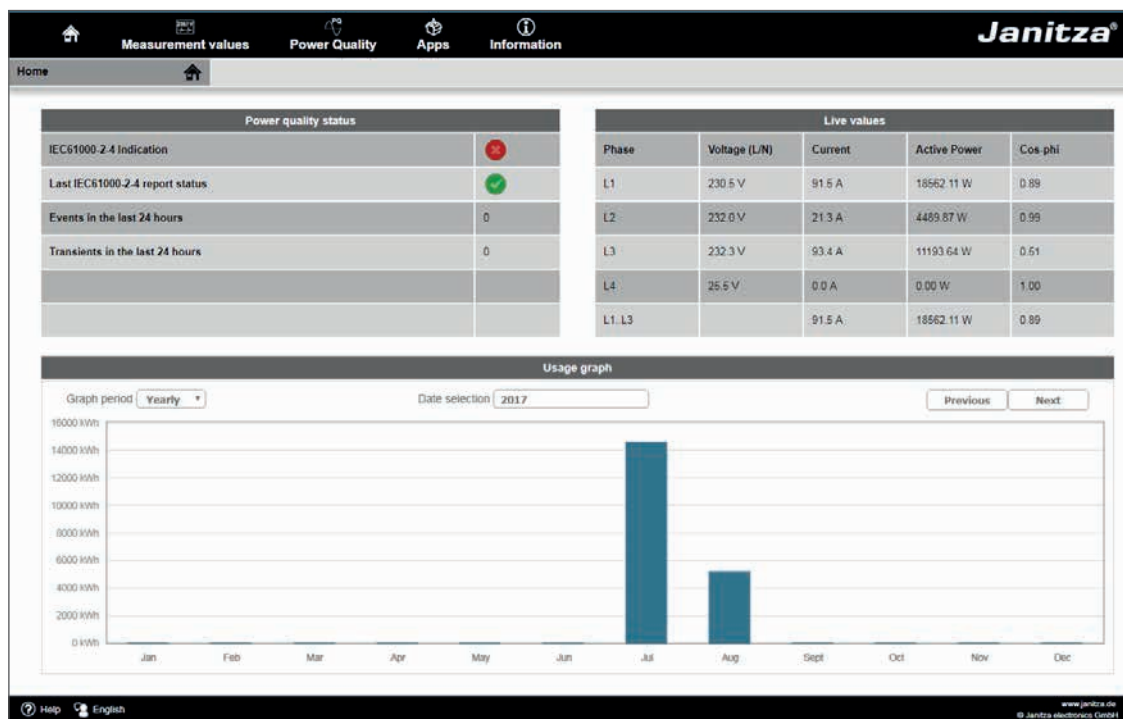 Measurement values Power Quality Apps Information Janitza®
Home
Power quality status
IEC61000-2-4 Indication
Last IEC61000-2-4 report status
Events in the last 24 hours 0
Transients in the last 24 hours 0
Live values
Phase Voltage (L/N) Current Active Power Cos-phi
L1 230.5 V 91.5 A 18562.11 W 0.89
L2 232.0 V 21.3 A 4489.87 W 0.99
L3 232.3 V 93.4 A 11193.64 W 0.51
L4 25.5 V 0.0 A 0.00 W 1.00
L1..L3 91.5 A 18562.11 W 0.89
Usage graph
Graph period Yearly Date selection 2017 Previous Next
16000 kWh
14000 kWh
12000 kWh
10000 kWh
8000 kWh
6000 kWh
4000 kWh
2000 kWh
0 kWh
Jan Feb Mar Apr May Jun Jul Aug Sept Oct Nov Dec
Help English
www.janitza.de
© Janitza electronics GmbH